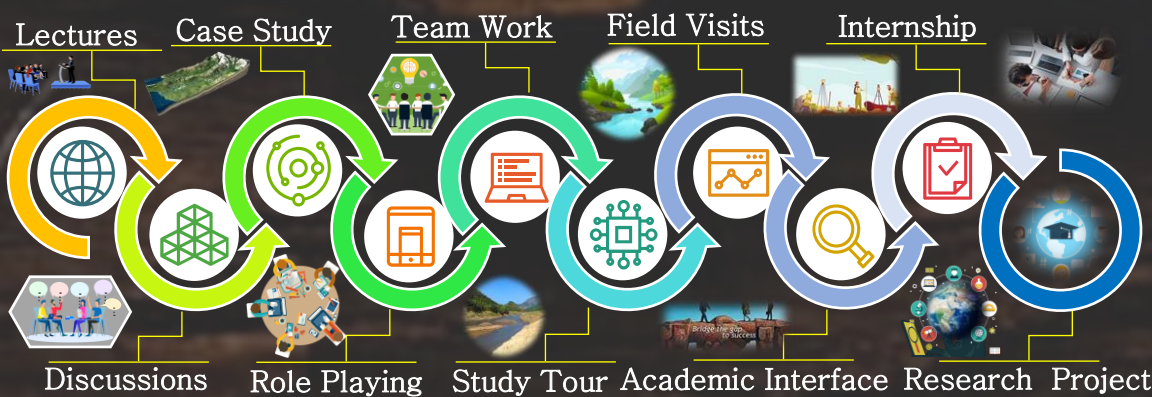 Lectures
Case Study
Team Work
Field Visits
Internship
Bridge the gap
to success
Discussions
Role Playing
Study Tour
Academic Interface
Research Project